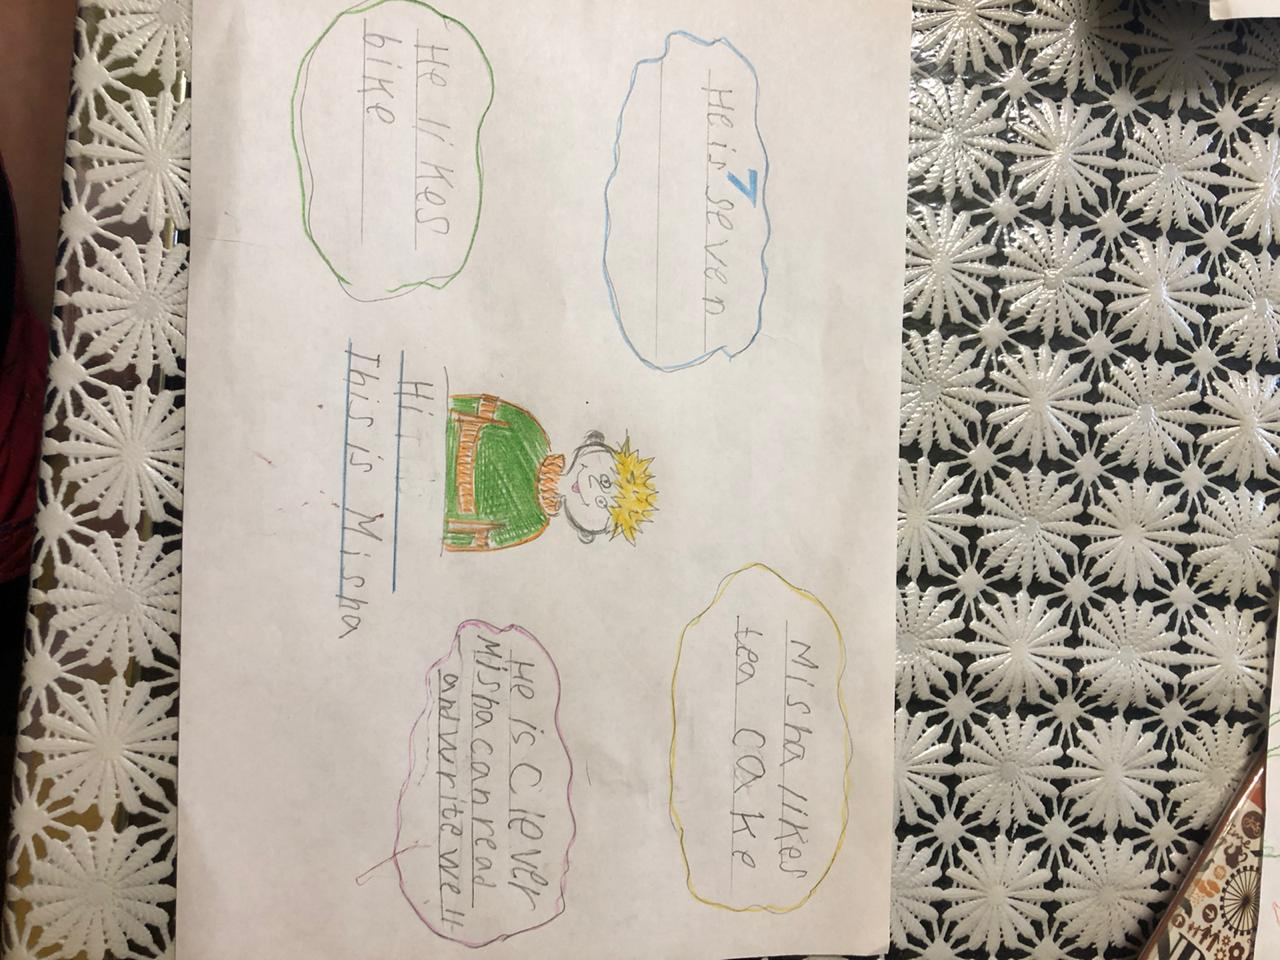 He is seven
7
Misha likes
tea cake
He likes
bike
He is Clever
Misha can read
and write well
Hi
This is Misha